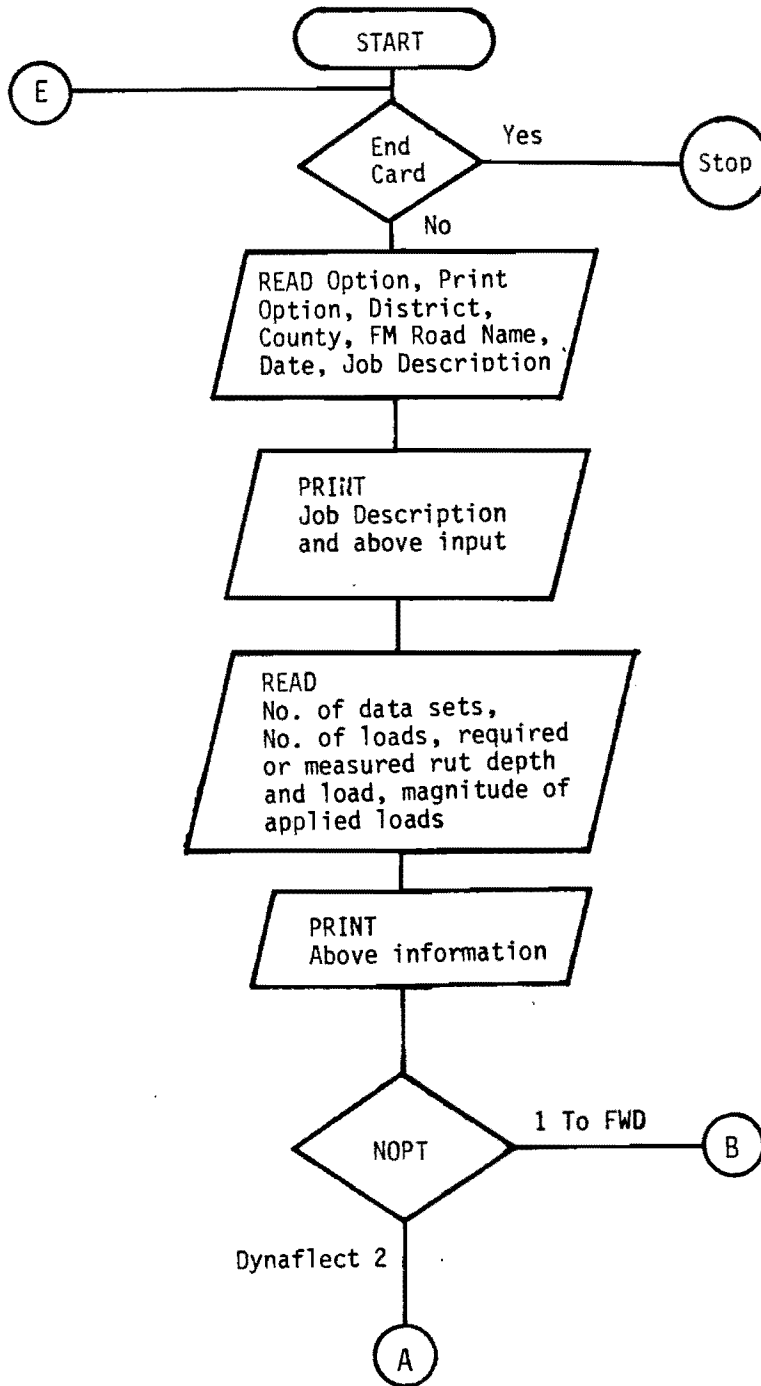 START
E
End
Card
Yes
Stop
No
READ Option, Print
Option, District,
County, FM Road Name,
Date, Job Description
PRINT
Job Description
and above input
READ
No. of data sets,
No. of loads, required
or measured rut depth
and load, magnitude of
applied loads
PRINT
Above information
NOPT
1 To FWD
B
Dynaflect 2
A